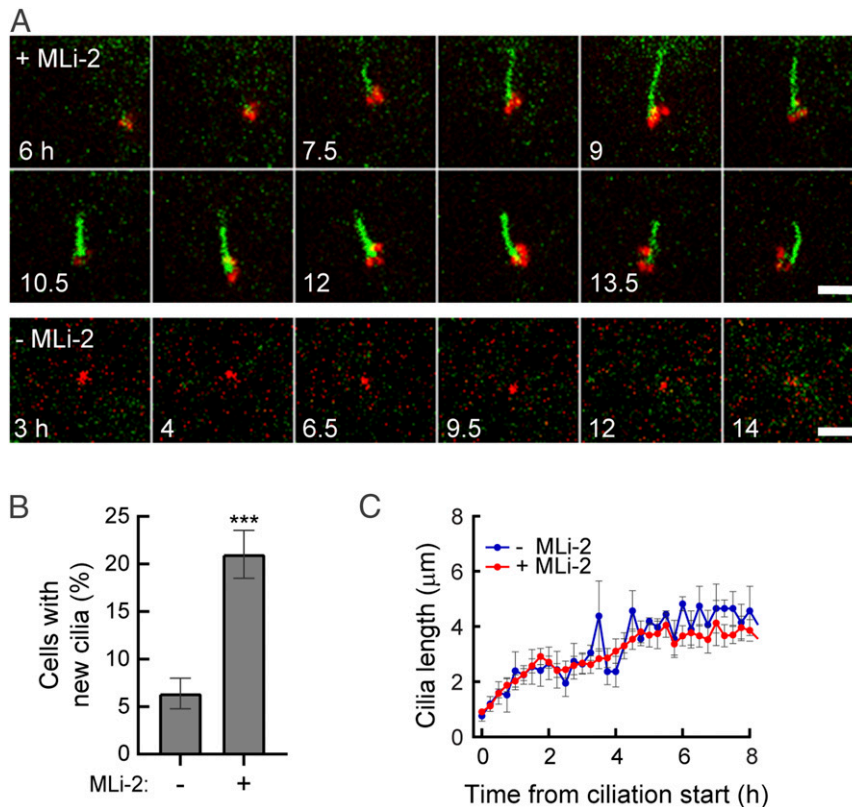 A
+ MLi-2
6 h
7.5
9
10.5
12
13.5
- MLi-2
3 h
4
6.5
9.5
12
14
B
Cells with
new cilia (%)
25
20
15
10
5
0
***
MLi-2:
-
+
C
Cilia length (μm)
8
6
4
2
0
- MLi-2
+ MLi-2
0
2
4
6
8
Time from ciliation start (h)